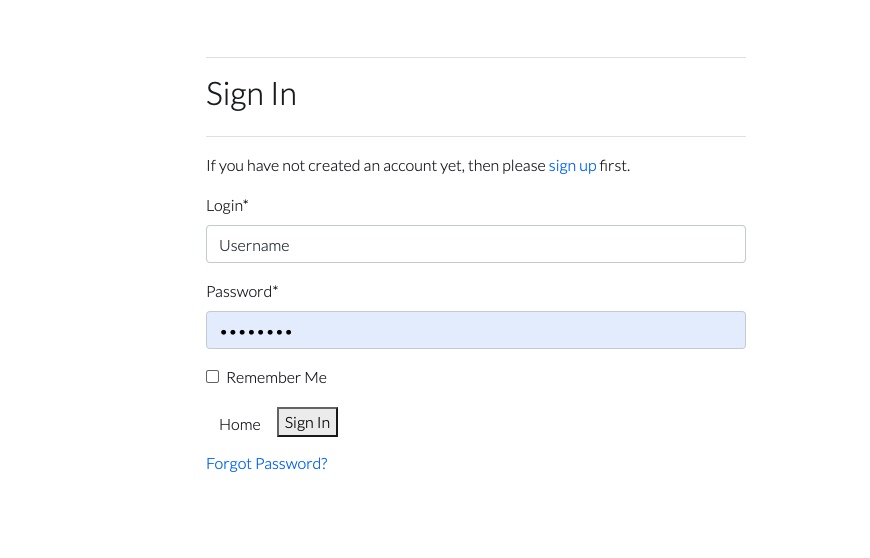 Sign In
If you have not created an account yet, then please sign up first.
Login*
Username
Password*
••••••••
Remember Me
Home Sign In
Forgot Password?